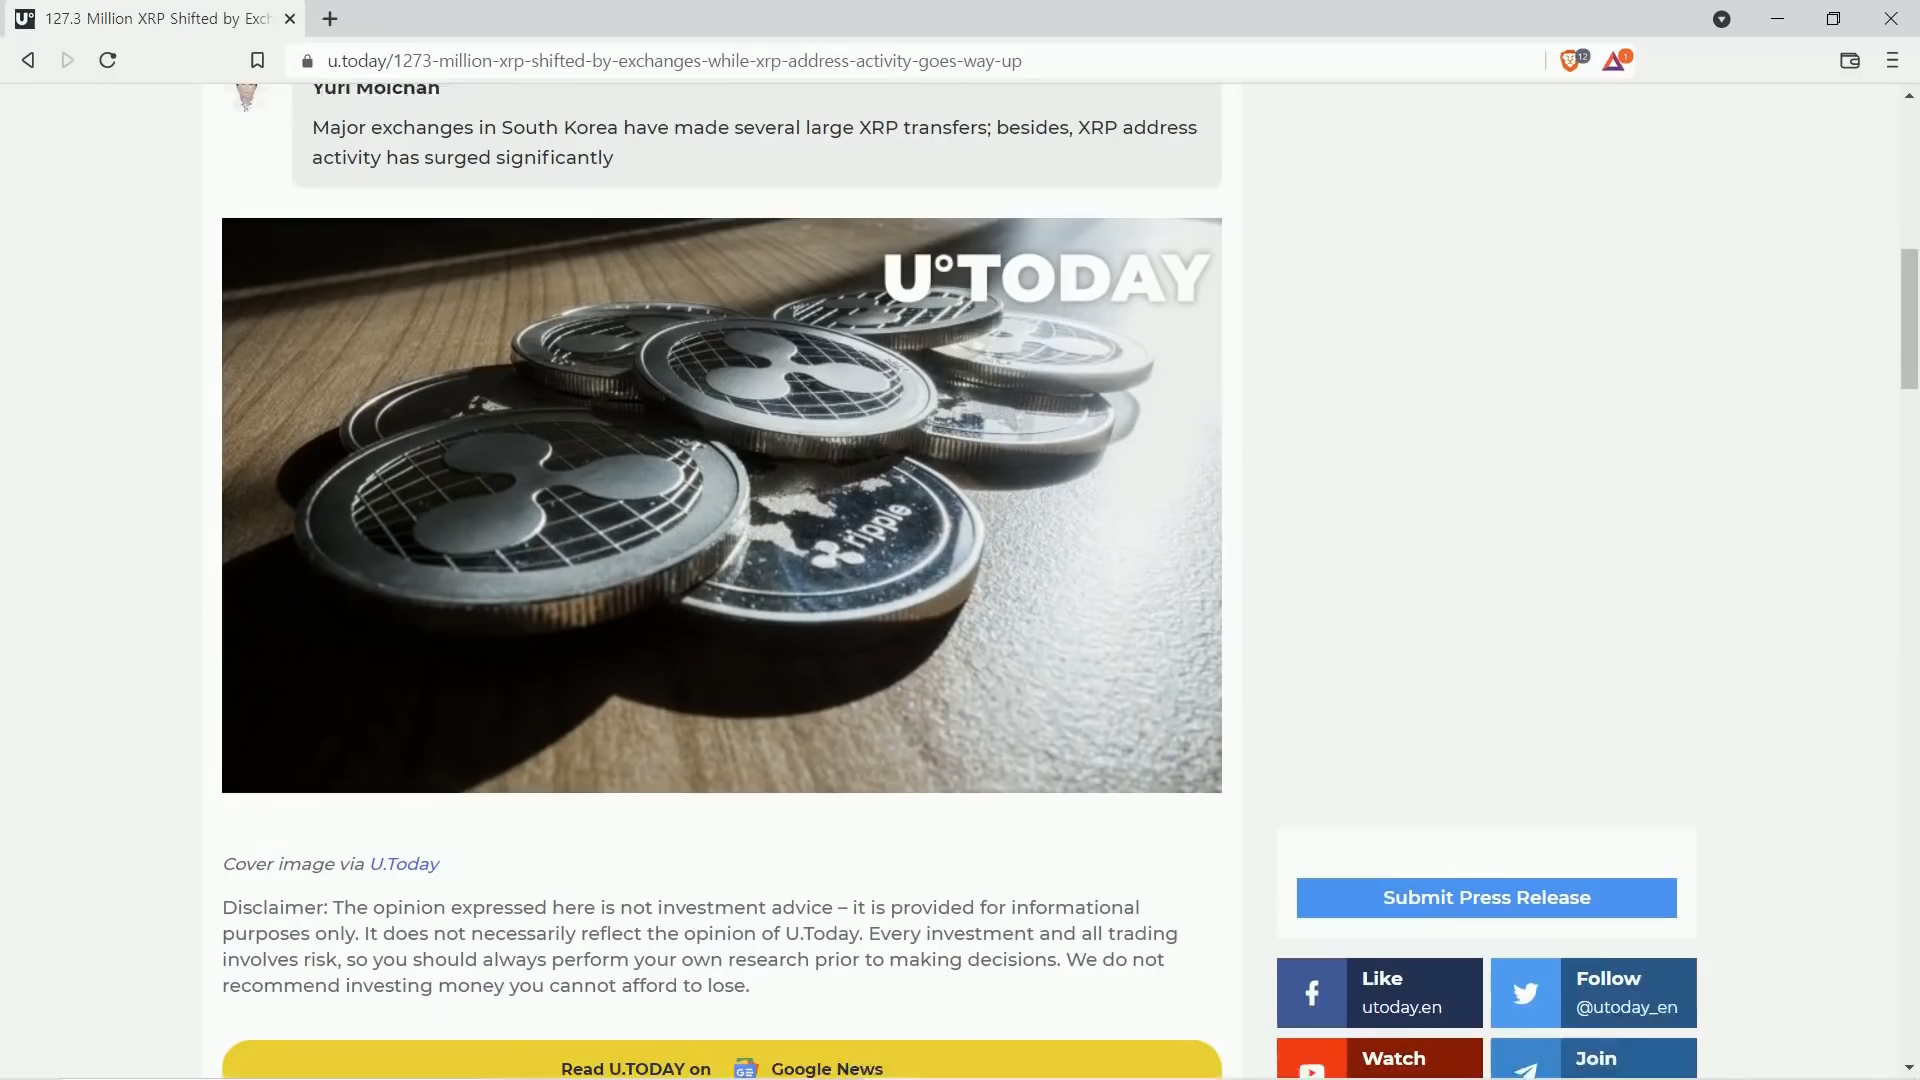 127.3 Million XRP Shifted by Exch
u.today/1273-million-xrp-shifted-by-exchanges-while-xrp-address-activity-goes-way-up
12
1
Yuri Molchan
Major exchanges in South Korea have made several large XRP transfers; besides, XRP address
activity has surged significantly
U°TODAY
ripple
Cover image via U.Today
Disclaimer: The opinion expressed here is not investment advice – it is provided for informational
purposes only. It does not necessarily reflect the opinion of U.Today. Every investment and all trading
involves risk, so you should always perform your own research prior to making decisions. We do not
recommend investing money you cannot afford to lose.
Read U.TODAY on GE Google News
Submit Press Release
Like
utoday.en
Follow
@utoday_en
Watch
Join